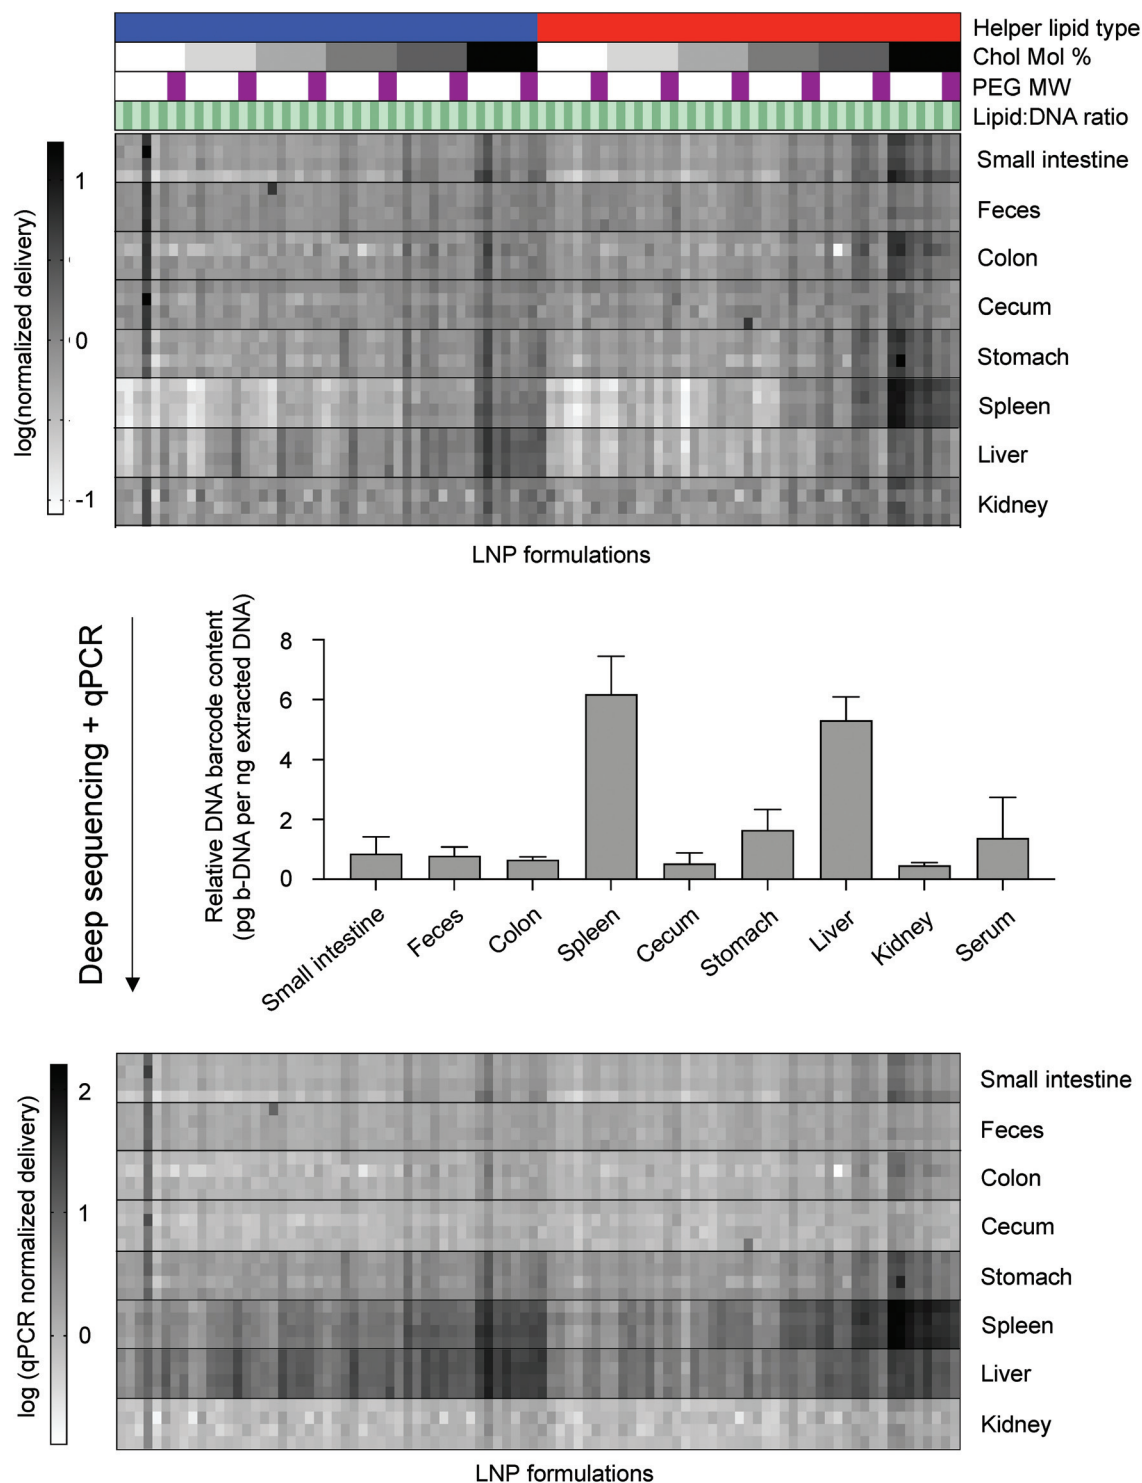 Helper lipid type
Chol Mol %
PEG MW
Lipid:DNA ratio
log(normalized delivery)
1
0
-1
Small intestine
Feces
Colon
Cecum
Stomach
Spleen
Liver
Kidney
LNP formulations
Deep sequencing + qPCR
Relative DNA barcode content
(pg b-DNA per ng extracted DNA)
8
6
4
2
0
Small intestine
Feces
Colon
Spleen
Cecum
Stomach
Liver
Kidney
Serum
log (qPCR normalized delivery)
2
1
0
Small intestine
Feces
Colon
Cecum
Stomach
Spleen
Liver
Kidney
LNP formulations